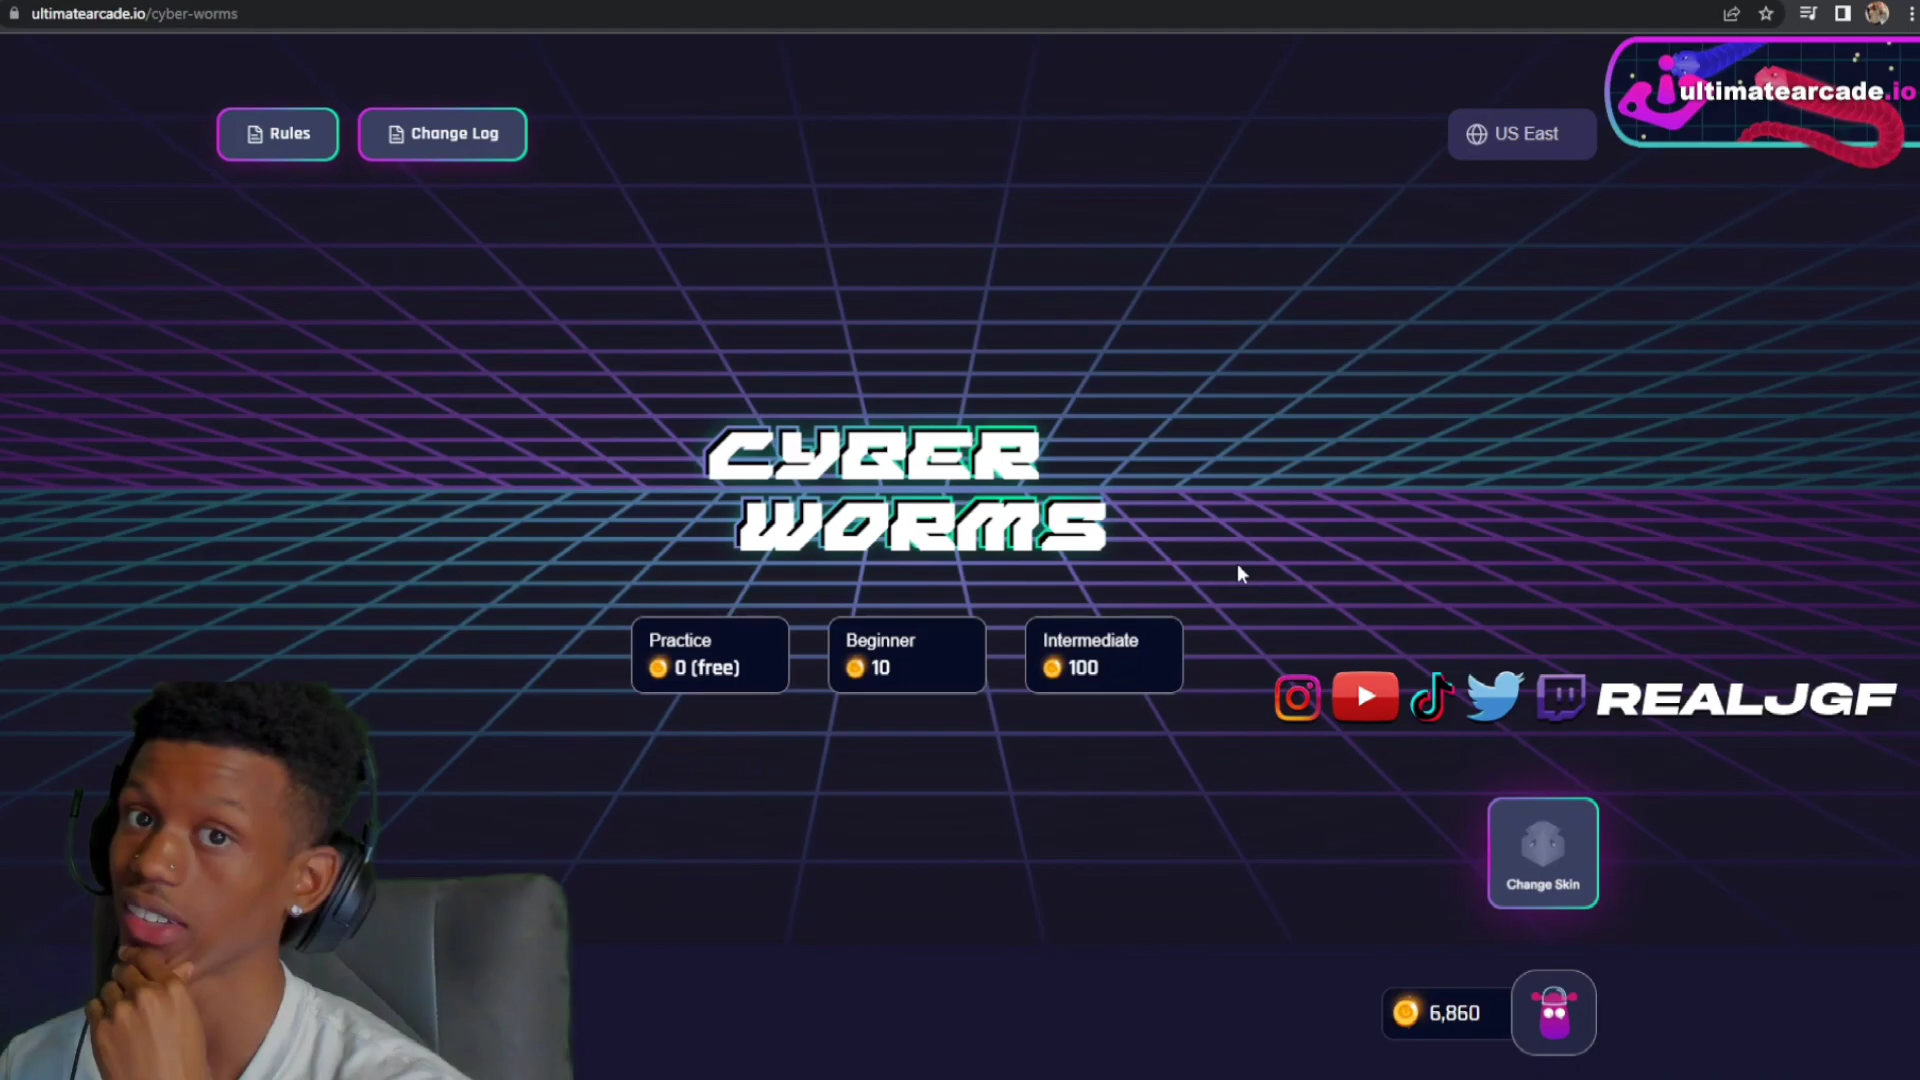 ultimatearcade.io/cyber-worms
Rules
Change Log
US East
ultimatearcade.io
CYBER
WORMS
Practice
0 (free)
Beginner
10
Intermediate
100
REALJGF
Change Skin
6,860